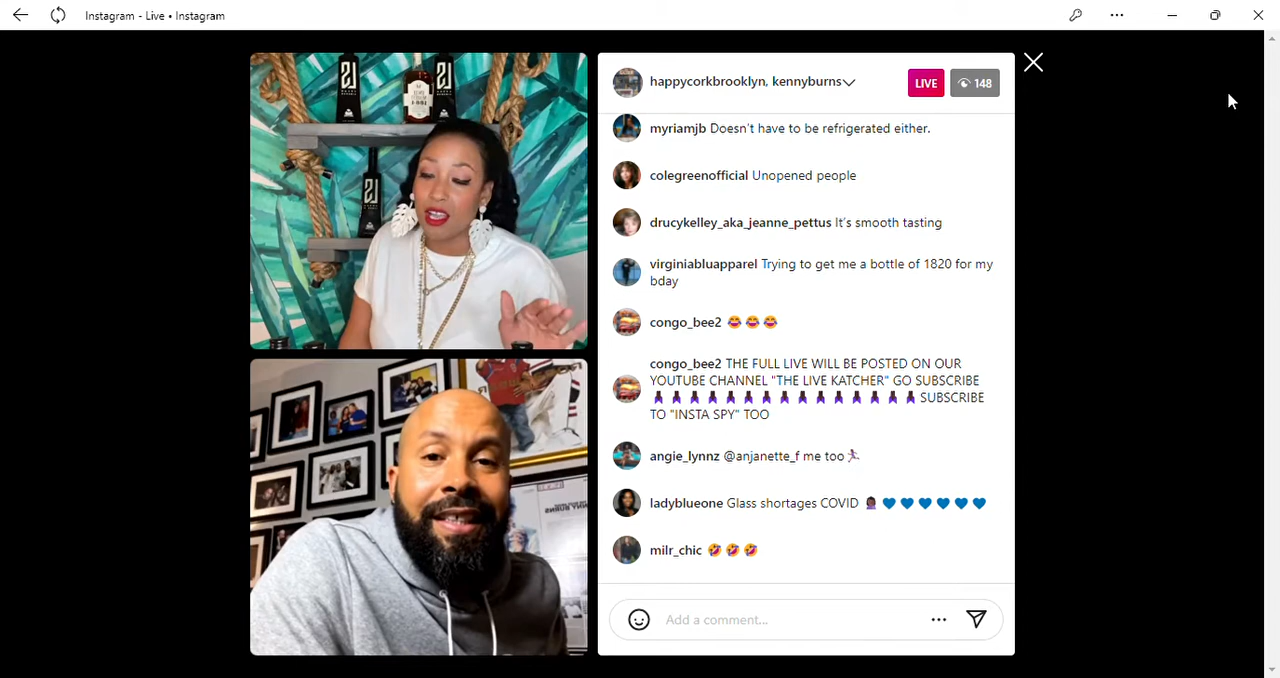 Instagram - Live • Instagram
happycorkbrooklyn, kennyburns
LIVE
148
myriamjb Doesn't have to be refrigerated either.
colegreenofficial Unopened people
drucykelley_aka_jeanne_pettus It's smooth tasting
virginiabluapparel Trying to get me a bottle of 1820 for my
bday
congo_bee2 😂😂😂
congo_bee2 THE FULL LIVE WILL BE POSTED ON OUR
YOUTUBE CHANNEL "THE LIVE KATCHER" GO SUBSCRIBE
SUBSCRIBE
TO "INSTA SPY" TOO
angie_lynnz @anjanette_f me too
ladyblueone Glass shortages COVID 💙💙💙💙💙💙
milr_chic 🤣🤣🤣
Add a comment...